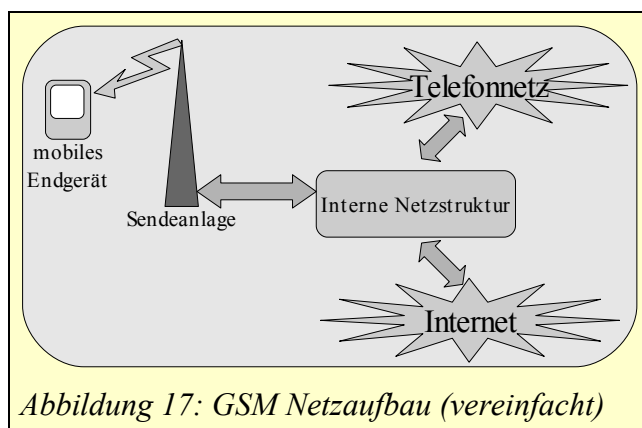 Telefonnetz
mobiles
Endgerät
Sendeanlage
Interne Netzstruktur
Internet
Abbildung 17: GSM Netzaufbau (vereinfacht)